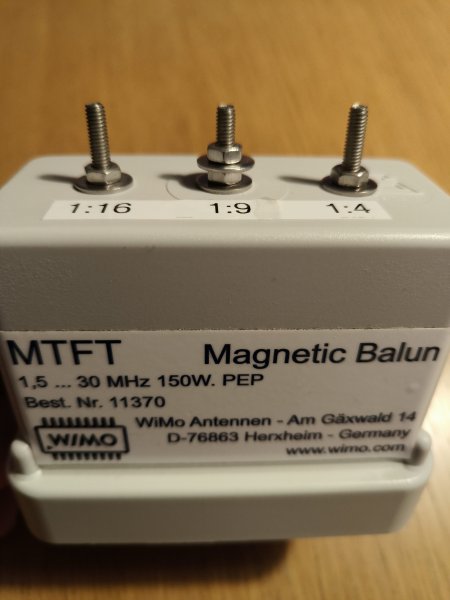 1:16 1:9 1:4
MTFT Magnetic Balun
1,5 ... 30 MHz 150W. PEP
Best. Nr. 11370
WiMo Antennen - Am Gäxwald 14
WIMO D-76863 Herxheim - Germany
www.wimo.com